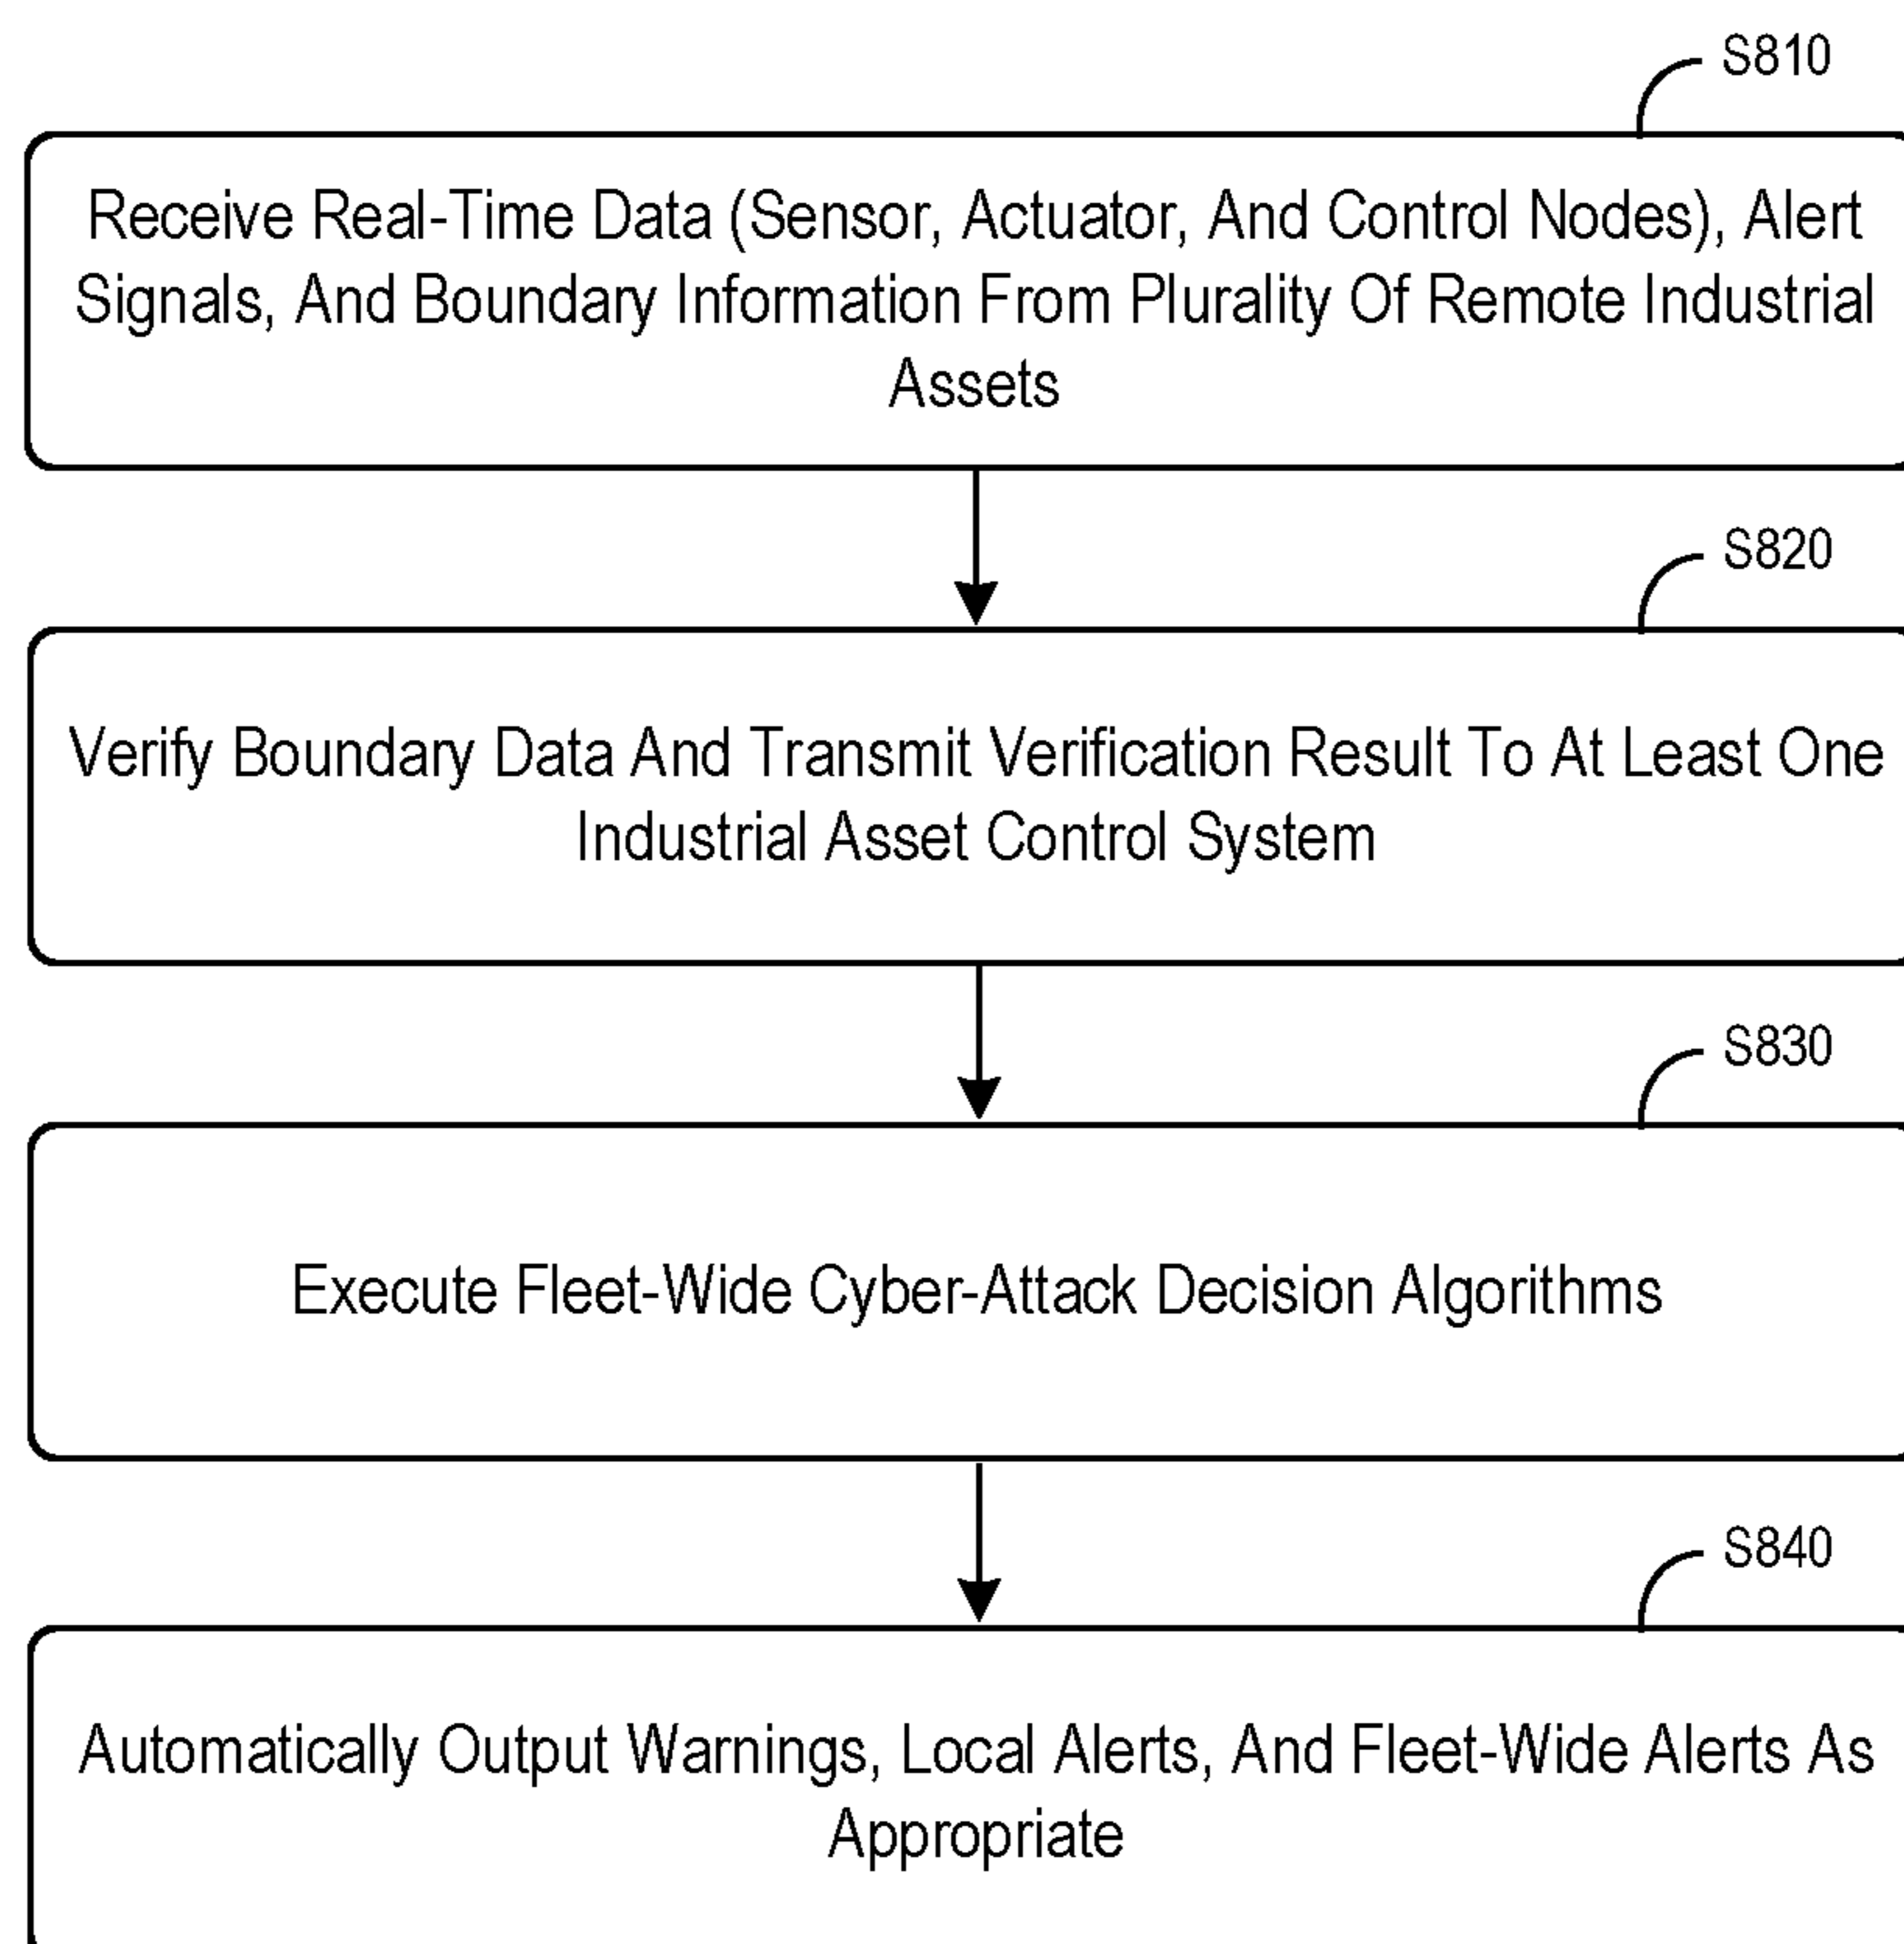 S810
Receive Real-Time Data (Sensor, Actuator, And Control Nodes), Alert
Signals, And Boundary Information From Plurality Of Remote Industrial
Assets
S820
Verify Boundary Data And Transmit Verification Result To At Least One
Industrial Asset Control System
S830
Execute Fleet-Wide Cyber-Attack Decision Algorithms
S840
Automatically Output Warnings, Local Alerts, And Fleet-Wide Alerts As
Appropriate